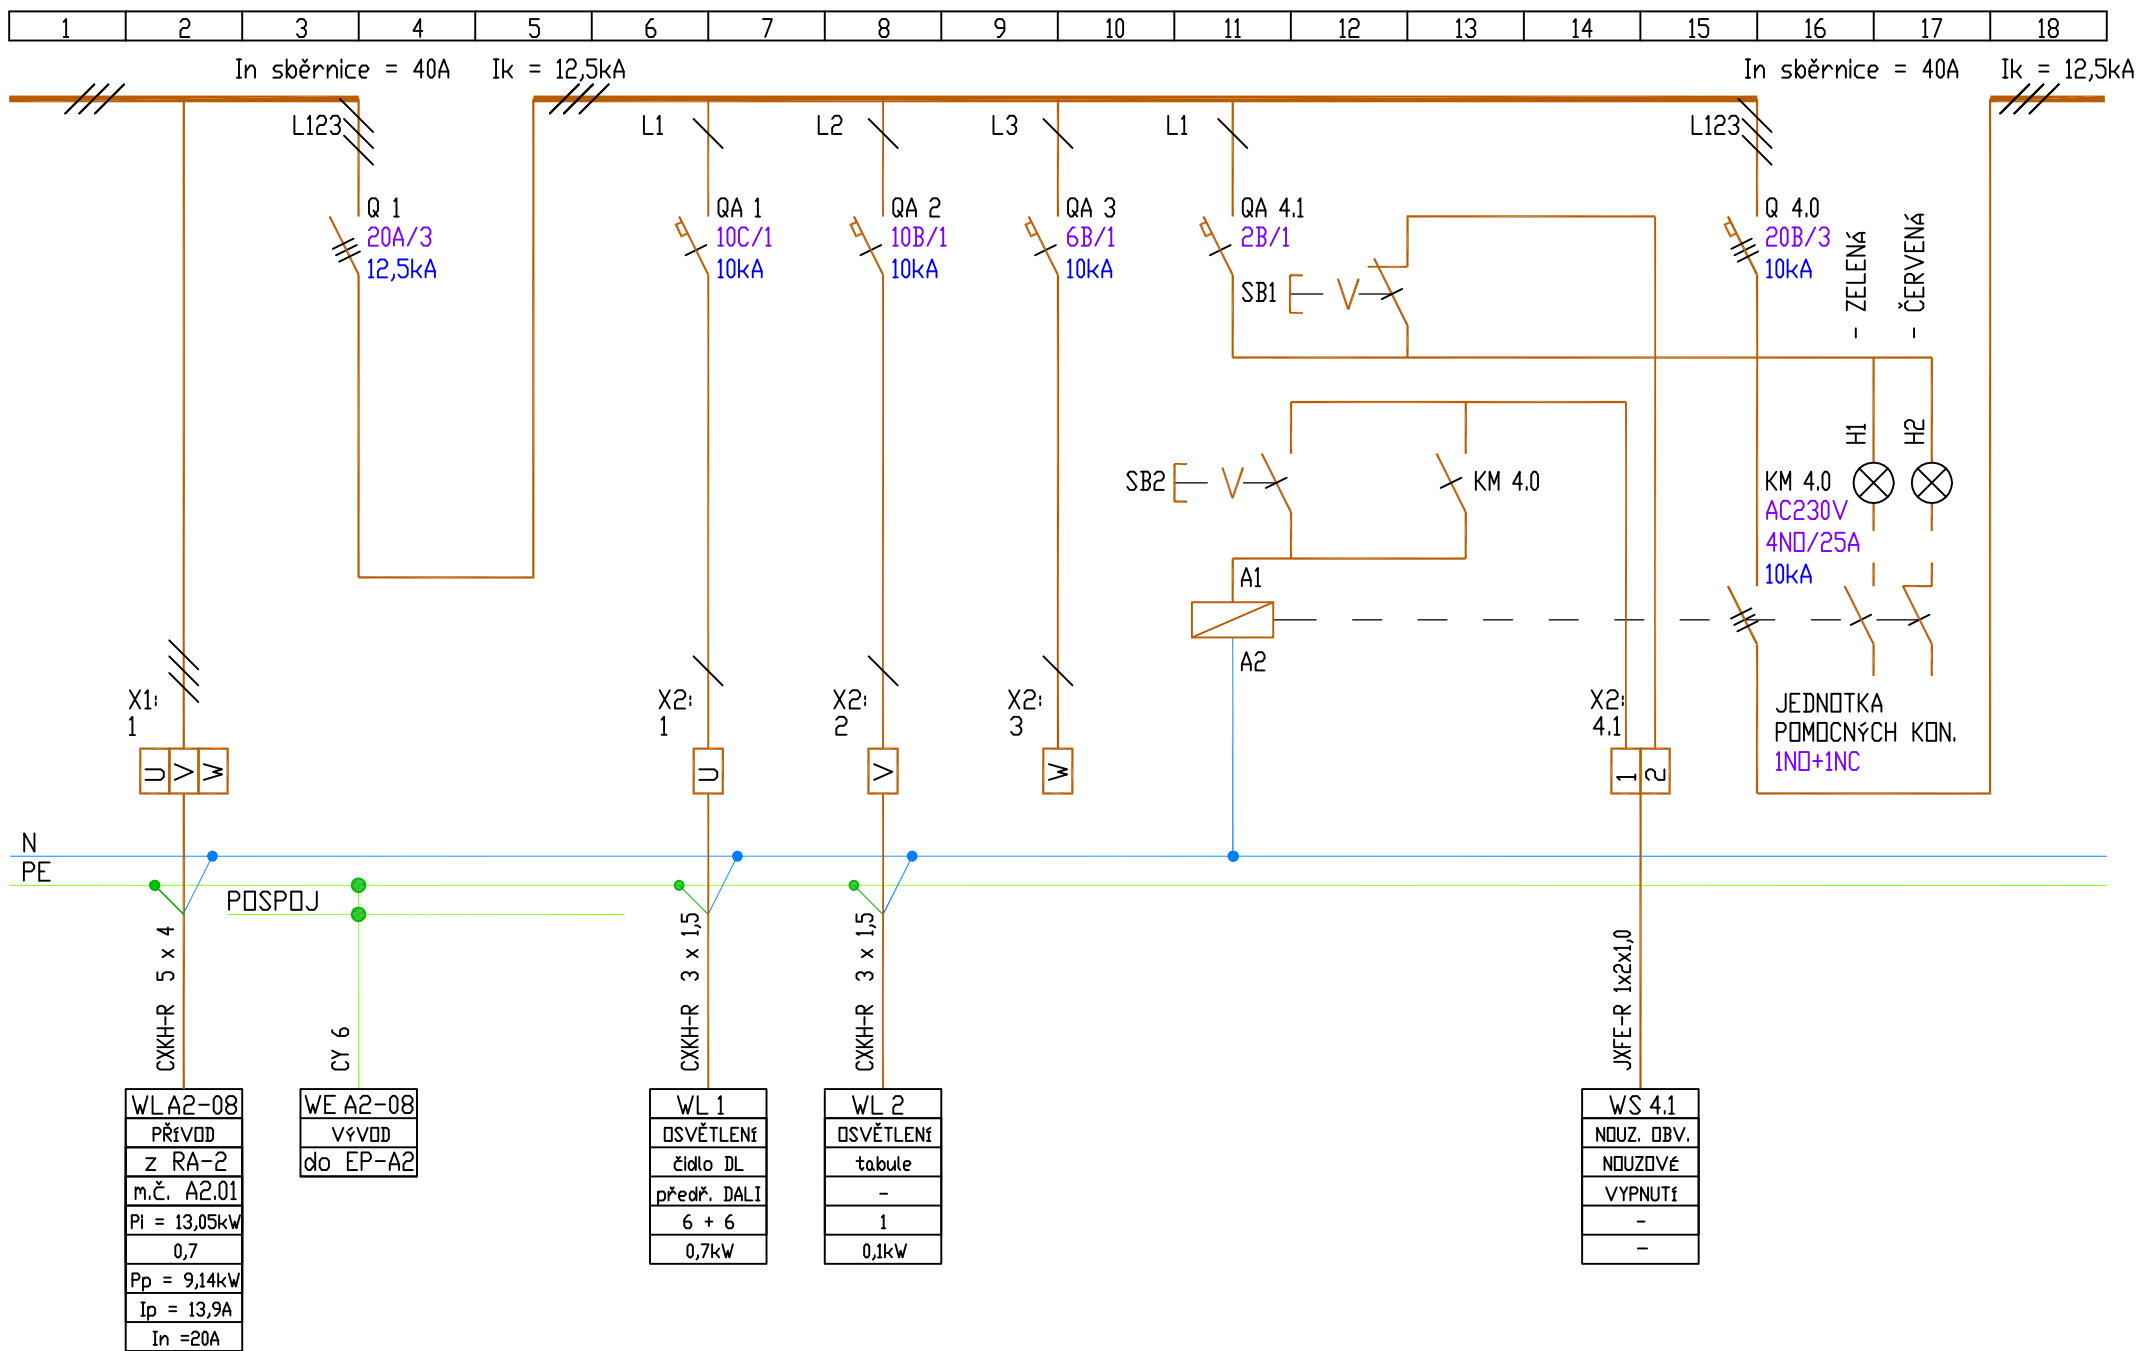 1 2 3 4 5 6 7 8 9 10 11 12 13 14 15 16 17 18
In sběrnice = 40A Ik = 12,5kA
In sběrnice = 40A Ik = 12,5kA
L123
L1
L2
L3
L1
L123
Q 1
20A/3
12,5kA
QA 1
10C/1
10kA
QA 2
10B/1
10kA
QA 3
6B/1
10kA
QA 4.1
2B/1
Q 4.0
20B/3
10kA
- ZELENÁ
- ČERVENÁ
SB1
V
H1
H2
SB2
V
KM 4.0
KM 4.0
AC230V
4NO/25A
10kA
A1
A2
X1:
1
X2:
1
X2:
2
X2:
3
X2:
4.1
JEDNOTKA
POMOCNÝCH KON.
1NO+1NC
U V W
U
V
W
1 2
N
PE
POSPOJ
CXKH-R 5 x 4
CY 6
CXKH-R 3 x 1,5
CXKH-R 3 x 1,5
JXFE-R 1x2x1,0
WL A2-08
PŘÍVOD
z RA-2
m.č. A2.01
Pi = 13,05kW
0,7
Pp = 9,14kW
Ip = 13,9A
In =20A
WE A2-08
VÝVOD
do EP-A2
WL 1
OSVĚTLENÍ
čidlo DL
předř. DALI
6 + 6
0,7kW
WL 2
OSVĚTLENÍ
tabule
-
1
0,1kW
WS 4.1
NOUZ. OBV.
NOUZOVÉ
VYPNUTÍ
-
-